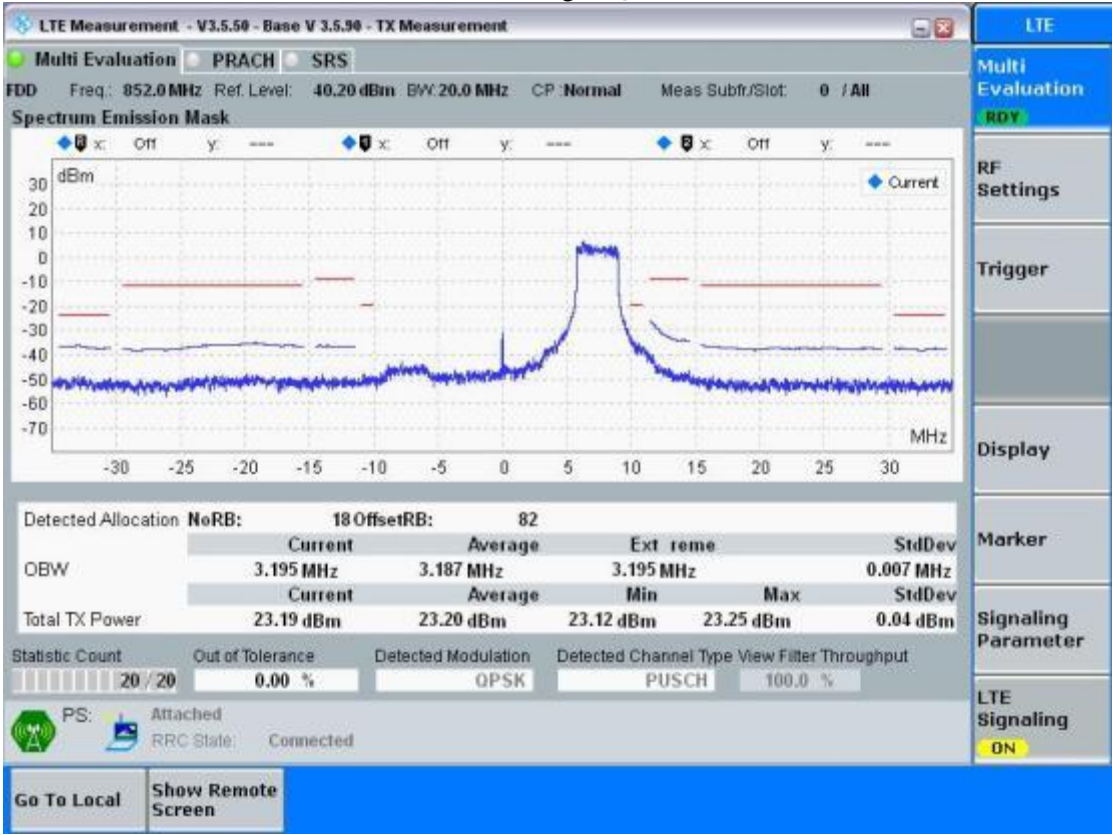 LTE Measurement - V3.5.50 - Base V 3.5.90 - TX Measurement
LTE
Multi Evaluation PRACH SRS
Multi Evaluation
RDY
FDD Freq.: 852.0 MHz Ref. Level: 40.20 dBm BW: 20.0 MHz CP :Normal Meas Subfr./Slot: 0 / All
Spectrum Emission Mask
x: Off y: --- x: Off y: --- x: Off y: ---
dBm
Current
30
20
10
0
-10
-20
-30
-40
-50
-60
-70
MHz
-30 -25 -20 -15 -10 -5 0 5 10 15 20 25 30
RF Settings
Trigger
Display
Marker
Signaling Parameter
LTE Signaling
ON
Detected Allocation NoRB: 18 OffsetRB: 82
Current Average Ext reme StdDev
OBW 3.195 MHz 3.187 MHz 3.195 MHz 0.007 MHz
Current Average Min Max StdDev
Total TX Power 23.19 dBm 23.20 dBm 23.12 dBm 23.25 dBm 0.04 dBm
Statistic Count Out of Tolerance Detected Modulation Detected Channel Type View Filter Throughput
20 / 20 0.00 % QPSK PUSCH 100.0 %
PS: Attached
RRC State: Connected
Go To Local Show Remote Screen